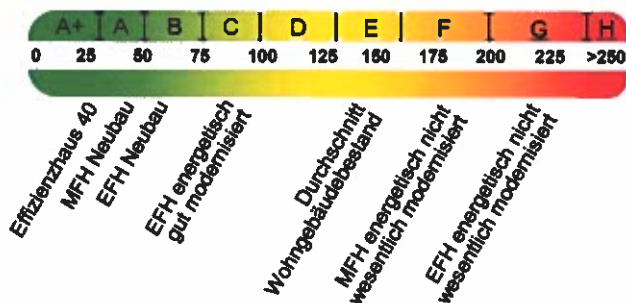 A+ A B C D E F G H
0 25 50 75 100 125 150 175 200 225 >250
Effizienzhaus 40
MFH Neubau
EFH Neubau
EFH energetisch
gut modernisiert
Durchschnitt
Wohngebäudebestand
MFH energetisch nicht
wesentlich modernisiert
EFH energetisch nicht
wesentlich modernisiert